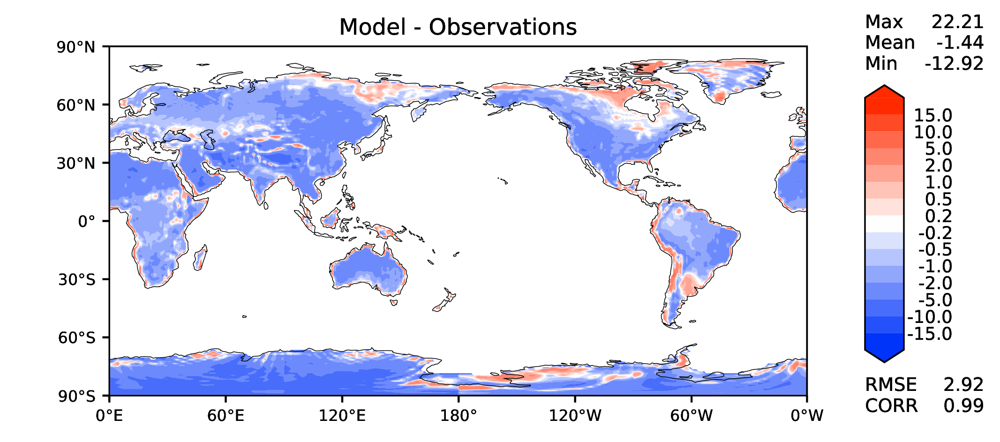 Model - Observations
Max 22.21
Mean -1.44
Min -12.92
90°N
60°N
30°N
0°
30°S
60°S
90°S
0°E 60°E 120°E 180° 120°W 60°W 0°W
15.0
10.0
5.0
2.0
1.0
0.5
0.2
-0.2
-0.5
-1.0
-2.0
-5.0
-10.0
-15.0
RMSE 2.92
CORR 0.99